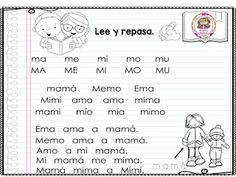 Lee y repasa.
ma me mi mo mu
MA ME MI MO MU
mamá Memo Ema
Mimí amo ama mima
mami mío mía mimo
Ema ama a mamá.
Memo ama a mamá.
Amo a mi mamá.
Mi mamá me mima.
Mamá mima a Mimí.
mamá